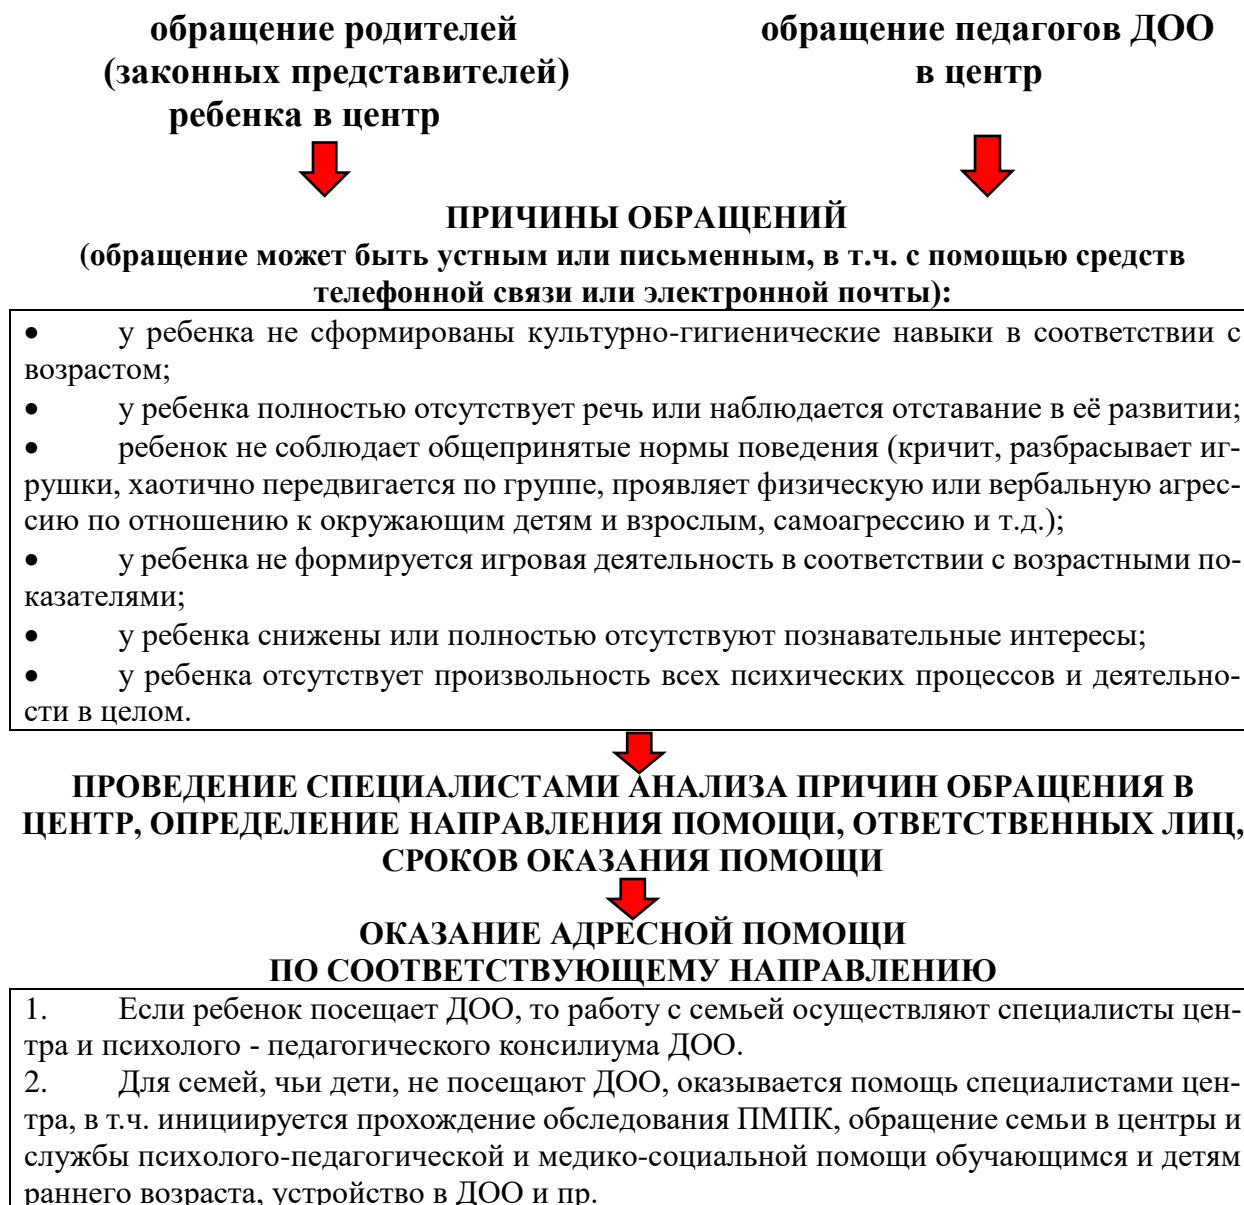 обращение родителей
(законных представителей)
ребенка в центр
обращение педагогов ДОО
в центр
ПРИЧИНЫ ОБРАЩЕНИЙ
(обращение может быть устным или письменным, в т.ч. с помощью средств
телефонной связи или электронной почты):
• у ребенка не сформированы культурно-гигиенические навыки в соответствии с
возрастом;
• у ребенка полностью отсутствует речь или наблюдается отставание в её развитии;
• ребенок не соблюдает общепринятые нормы поведения (кричит, разбрасывает иг-
рушки, хаотично передвигается по группе, проявляет физическую или вербальную агрес-
сию по отношению к окружающим детям и взрослым, самоагрессию и т.д.);
• у ребенка не формируется игровая деятельность в соответствии с возрастными по-
казателями;
• у ребенка снижены или полностью отсутствуют познавательные интересы;
• у ребенка отсутствует произвольность всех психических процессов и деятельно-
сти в целом.
ПРОВЕДЕНИЕ СПЕЦИАЛИСТАМИ АНАЛИЗА ПРИЧИН ОБРАЩЕНИЯ В
ЦЕНТР, ОПРЕДЕЛЕНИЕ НАПРАВЛЕНИЯ ПОМОЩИ, ОТВЕТСТВЕННЫХ ЛИЦ,
СРОКОВ ОКАЗАНИЯ ПОМОЩИ
ОКАЗАНИЕ АДРЕСНОЙ ПОМОЩИ
ПО СООТВЕТСТВУЮЩЕМУ НАПРАВЛЕНИЮ
1. Если ребенок посещает ДОО, то работу с семьей осуществляют специалисты цен-
тра и психолого - педагогического консилиума ДОО.
2. Для семей, чьи дети, не посещают ДОО, оказывается помощь специалистами цен-
тра, в т.ч. инициируется прохождение обследования ПМПК, обращение семьи в центры и
службы психолого-педагогической и медико-социальной помощи обучающимся и детям
раннего возраста, устройство в ДОО и пр.